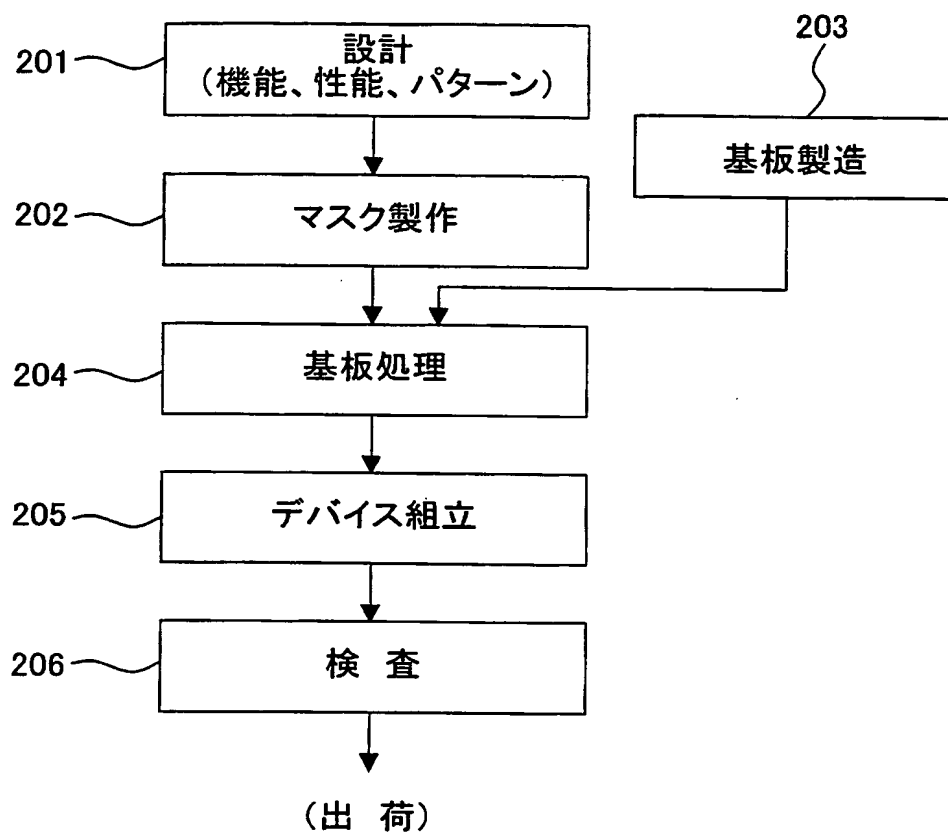 201
設計
(機能、性能、パターン)
203
基板製造
202
マスク製作
204
基板処理
205
デバイス組立
206
検 査
(出 荷)